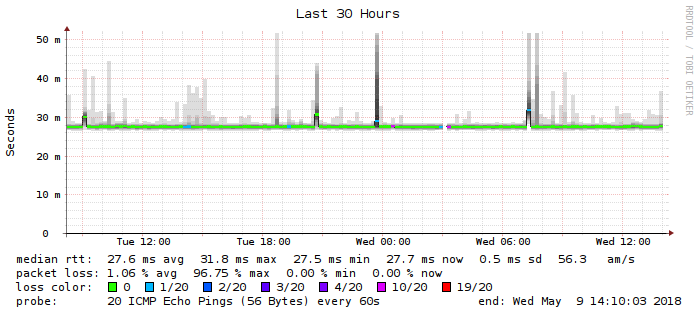 Last 30 Hours
RRDTOOL / TOBI OETIKER
Seconds
50 m
40 m
30 m
20 m
10 m
0
Tue 12:00 Tue 18:00 Wed 00:00 Wed 06:00 Wed 12:00
median rtt: 27.6 ms avg 31.8 ms max 27.5 ms min 27.7 ms now 0.5 ms sd 56.3 am/s
packet loss: 1.06 % avg 96.75 % max 0.00 % min 0.00 % now
loss color: 0 1/20 2/20 3/20 4/20 10/20 19/20
probe: 20 ICMP Echo Pings (56 Bytes) every 60s end: Wed May 9 14:10:03 2018